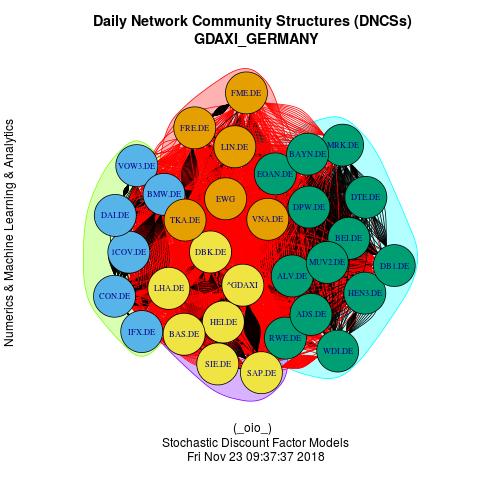 Daily Network Community Structures (DNCSs)
GDAXI_GERMANY
Numerics & Machine Learning & Analytics
FME.DE
FRE.DE
LIN.DE
BAYN.DE
MRK.DE
VOW3.DE
EOAN.DE
BMW.DE
EWG
DPW.DE
DTE.DE
DAI.DE
TKA.DE
VNA.DE
BEI.DE
1COV.DE
DBK.DE
MUV2.DE
DB1.DE
CON.DE
LHA.DE
^GDAXI
ALV.DE
HEN3.DE
IFX.DE
BAS.DE
HEI.DE
ADS.DE
RWE.DE
WDI.DE
SIE.DE
SAP.DE
(_oio_)
Stochastic Discount Factor Models
Fri Nov 23 09:37:37 2018